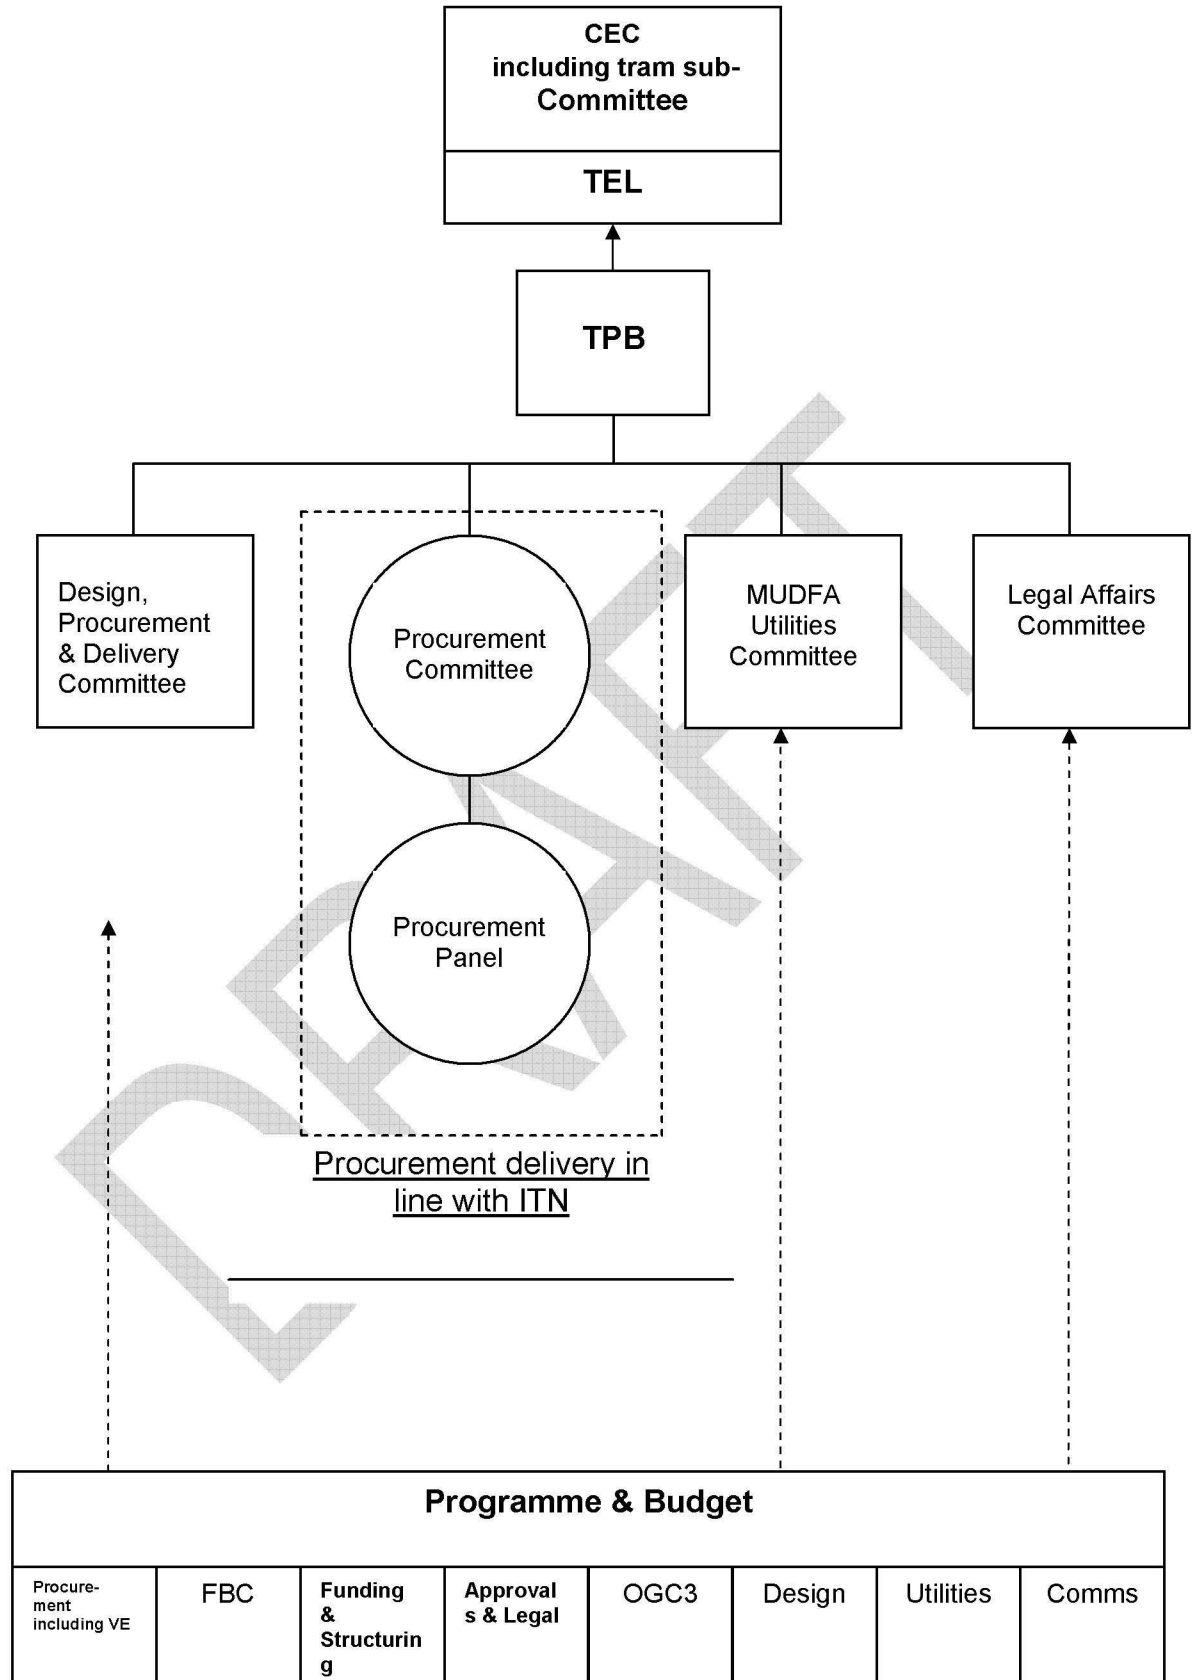 CEC
including tram sub-
Committee
TEL
TPB
Design,
Procurement
& Delivery
Committee
Procurement
Committee
MUDFA
Utilities
Committee
Legal Affairs
Committee
Procurement
Panel
Procurement delivery in
line with ITN
DRAFT
Programme & Budget
Procure-
ment
including VE
FBC
Funding
&
Structurin
g
Approval
s & Legal
OGC3
Design
Utilities
Comms